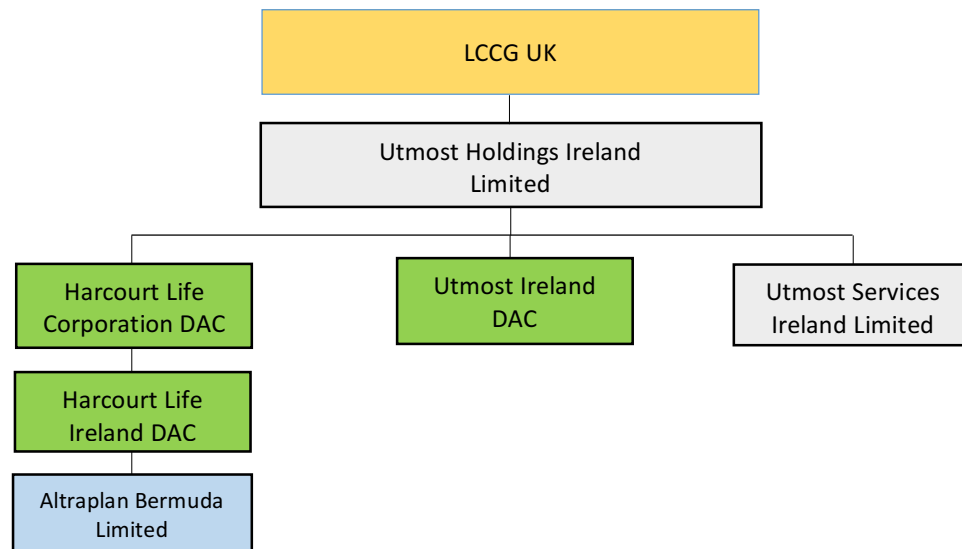 LCCG UK
Utmost Holdings Ireland
Limited
Harcourt Life
Corporation DAC
Utmost Ireland
DAC
Utmost Services
Ireland Limited
Harcourt Life
Ireland DAC
Altraplan Bermuda
Limited